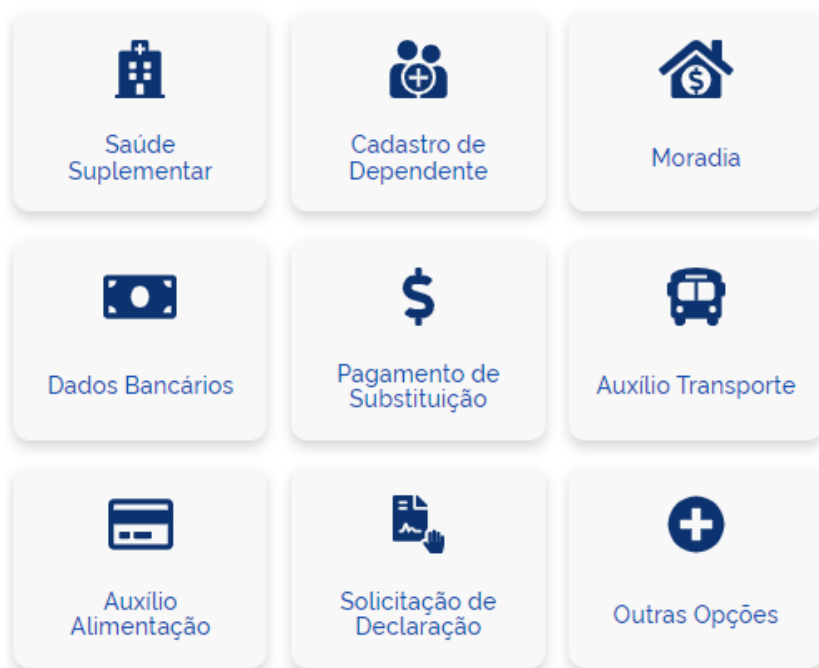 Saúde
Suplementar
Cadastro de
Dependente
Moradia
Dados Bancários
Pagamento de
Substituição
Auxílio Transporte
Auxílio
Alimentação
Solicitação de
Declaração
Outras Opções